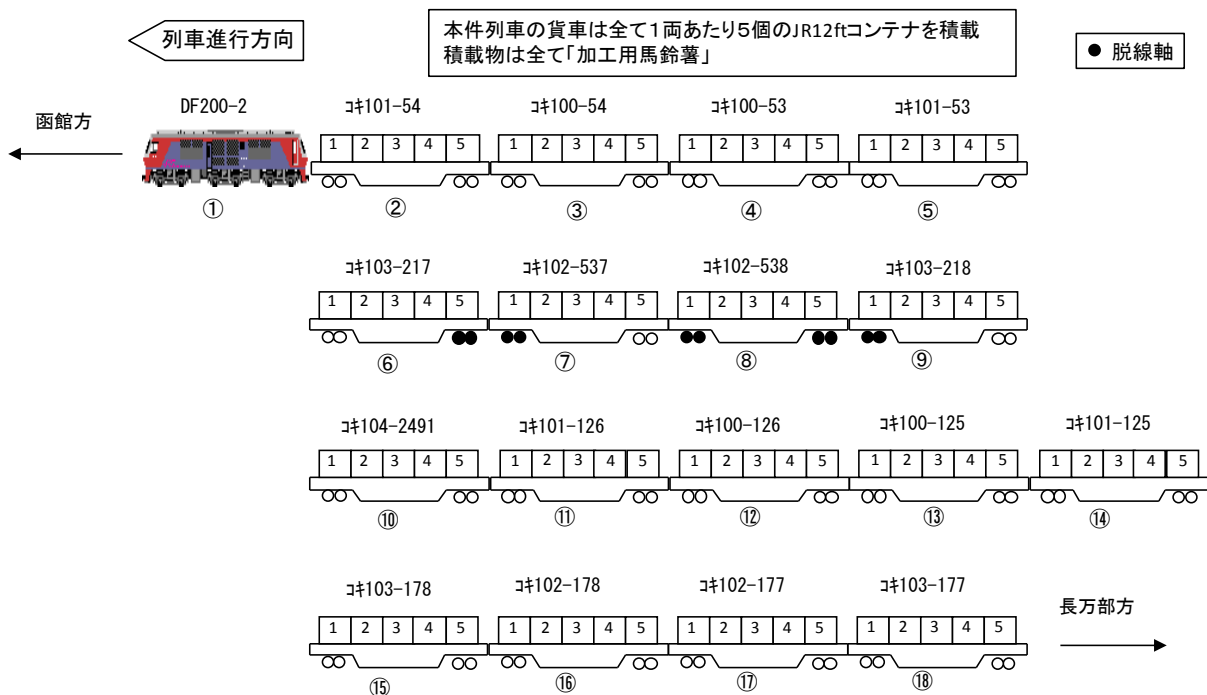 列車進行方向
本件列車の貨車は全て1両あたり5個のJR12ftコンテナを積載
積載物は全て「加工用馬鈴薯」
● 脱線軸
函館方
DF200-2 ｺｷ101-54 ｺｷ100-54 ｺｷ100-53 ｺｷ101-53
1 2 3 4 5 1 2 3 4 5 1 2 3 4 5 1 2 3 4 5
① ② ③ ④ ⑤
ｺｷ103-217 ｺｷ102-537 ｺｷ102-538 ｺｷ103-218
1 2 3 4 5 1 2 3 4 5 1 2 3 4 5 1 2 3 4 5
⑥ ⑦ ⑧ ⑨
ｺｷ104-2491 ｺｷ101-126 ｺｷ100-126 ｺｷ100-125 ｺｷ101-125
1 2 3 4 5 1 2 3 4 5 1 2 3 4 5 1 2 3 4 5 1 2 3 4 5
⑩ ⑪ ⑫ ⑬ ⑭
ｺｷ103-178 ｺｷ102-178 ｺｷ102-177 ｺｷ103-177
長万部方
1 2 3 4 5 1 2 3 4 5 1 2 3 4 5 1 2 3 4 5
⑮ ⑯ ⑰ ⑱